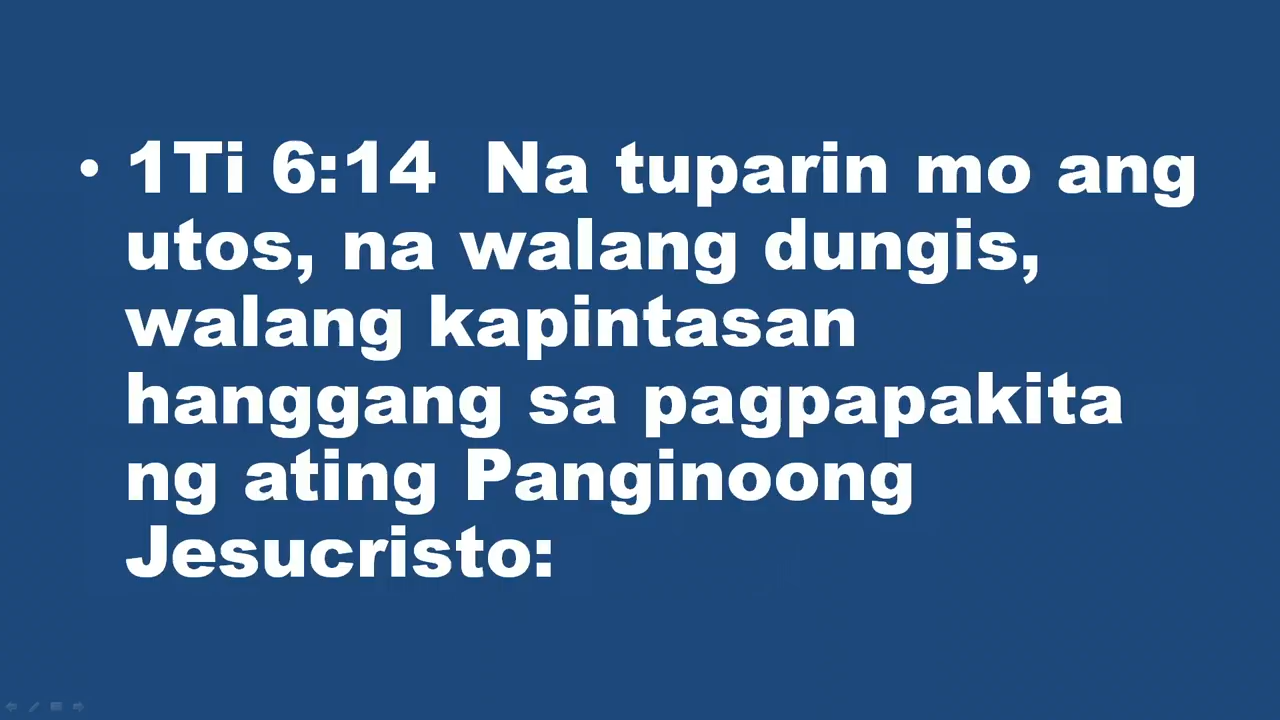 • 1Ti 6:14  Na tuparin mo ang
utos, na walang dungis,
walang kapintasan
hanggang sa pagpapakita
ng ating Panginoong
Jesucristo: